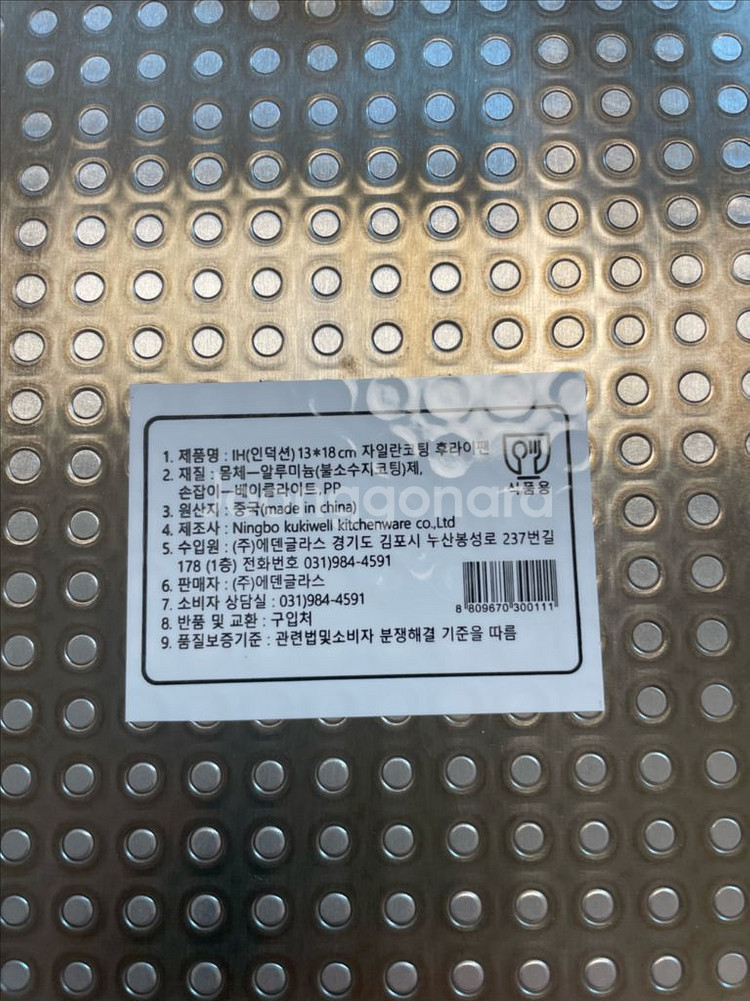 1. 제품명 : IH(인덕션) 13*18 cm 자일란코팅 후라이팬
2. 재질 : 몸체-알루미늄(불소수지코팅)제,
손잡이-베이클라이트, PP
식품용
3. 원산지 : 중국(made in china)
4. 제조사 : Ningbo kukiwell kitchenware co.,Ltd
5. 수입원 : (주)에덴글라스 경기도 김포시 누산봉성로 237번길
178 (1층) 전화번호 031)984-4591
6. 판매자 : (주)에덴글라스
7. 소비자 상담실 : 031)984-4591
8 809670 300111
8. 반품 및 교환 : 구입처
9. 품질보증기준 : 관련법및소비자 분쟁해결 기준을 따름